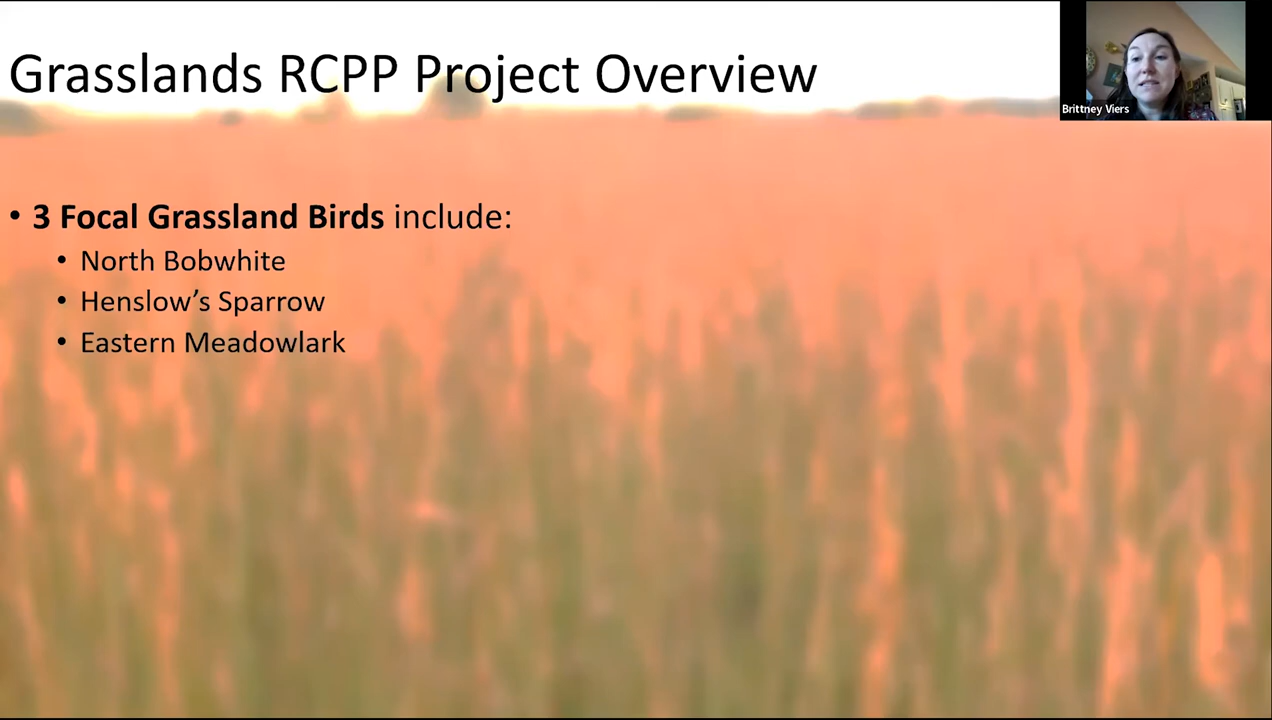 Grasslands RCPP Project Overview
Brittney Viers
• 3 Focal Grassland Birds include:
• North Bobwhite
• Henslow’s Sparrow
• Eastern Meadowlark